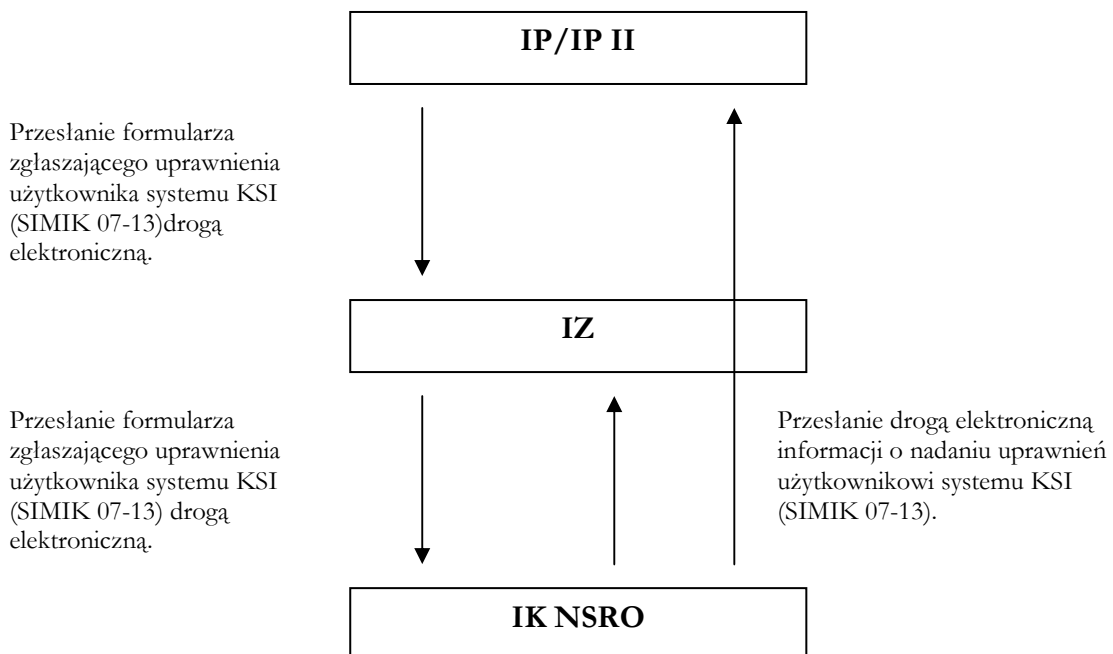 IP/IP II
Przesłanie formularza
zgłaszającego uprawnienia
użytkownika systemu KSI
(SIMIK 07-13)drogą
elektroniczną.
IZ
Przesłanie formularza
zgłaszającego uprawnienia
użytkownika systemu KSI
(SIMIK 07-13) drogą
elektroniczną.
Przesłanie drogą elektroniczną
informacji o nadaniu uprawnień
użytkownikowi systemu KSI
(SIMIK 07-13).
IK NSRO